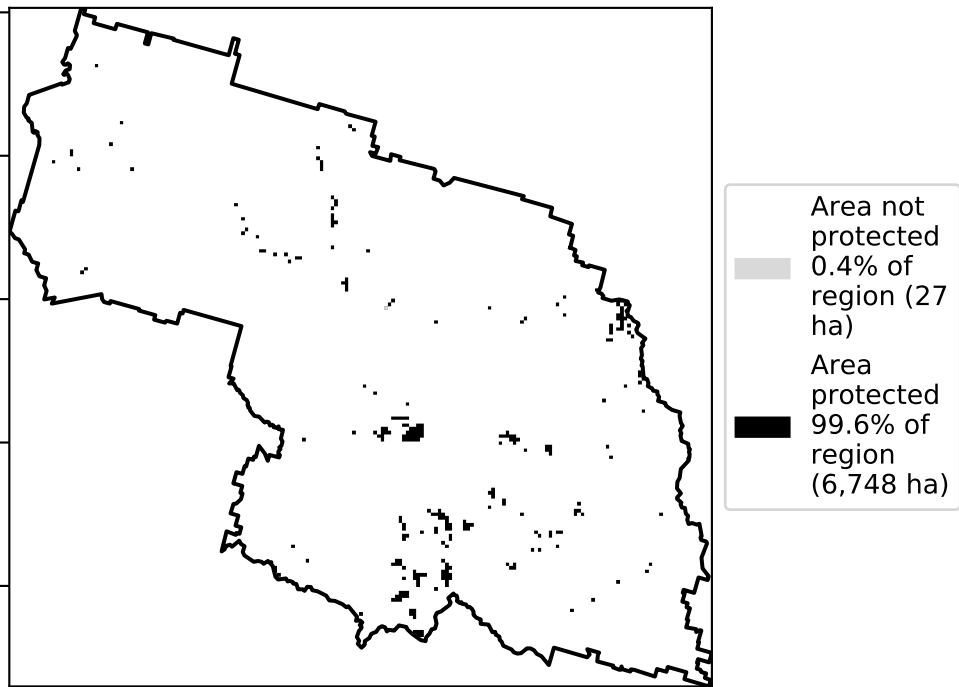 Area not
protected
0.4% of
region (27
ha)
Area
protected
99.6% of
region
(6,748 ha)